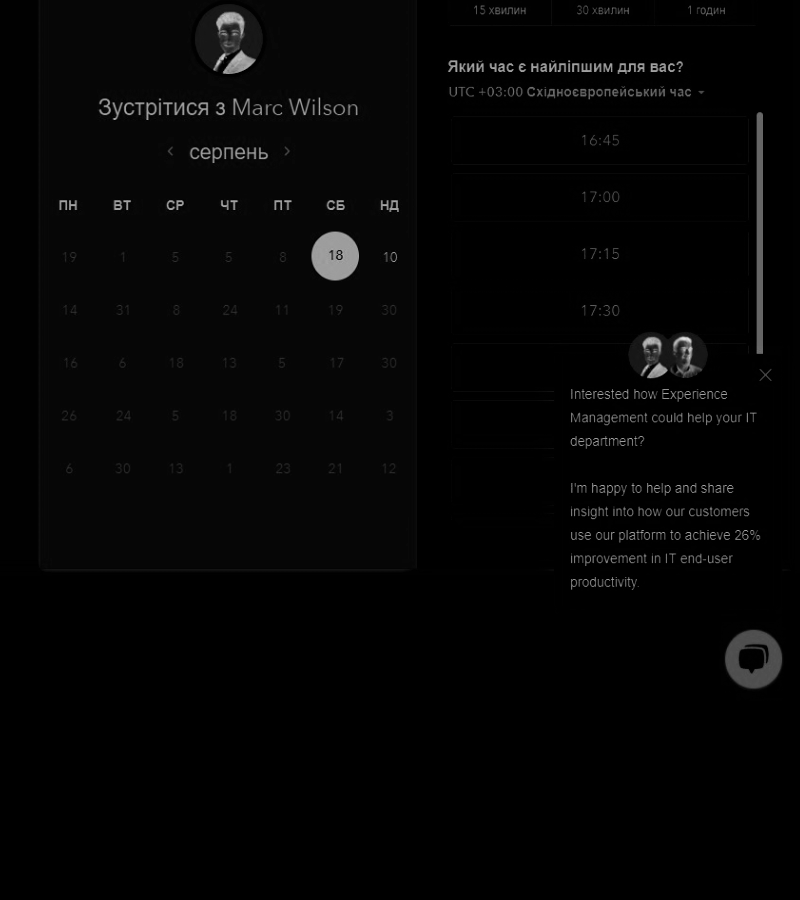 15 хвилин 30 хвилин 1 годин
Зустрітися з Marc Wilson
серпень
ПН ВТ СР ЧТ ПТ СБ НД
19 1 5 5 8 18 10
14 31 8 24 11 19 30
16 6 18 13 5 17 30
26 24 5 18 30 14 3
6 30 13 1 23 21 12
Який час є найліпшим для вас?
UTC +03:00 Східноєвропейський час
16:45
17:00
17:15
17:30
Interested how Experience
Management could help your IT
department?
I'm happy to help and share
insight into how our customers
use our platform to achieve 26%
improvement in IT end-user
productivity.